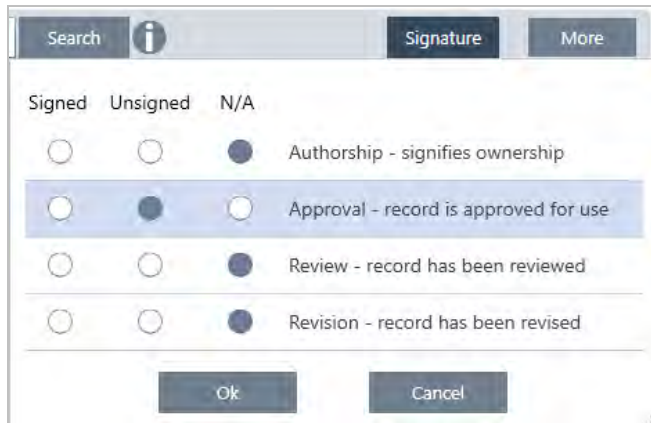 Search Signature More
Signed Unsigned N/A
Authorship - signifies ownership
Approval - record is approved for use
Review - record has been reviewed
Revision - record has been revised
Ok Cancel